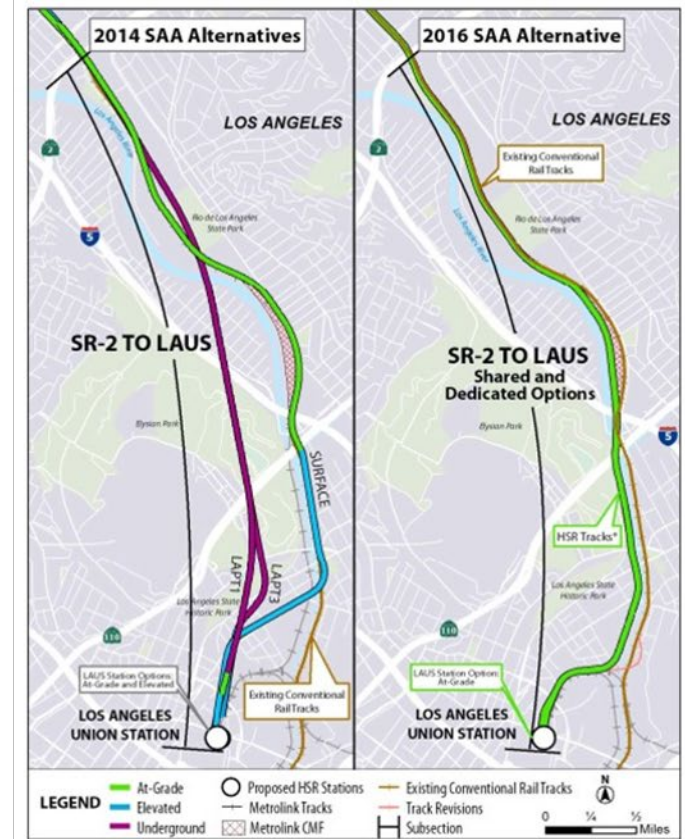 2014 SAA Alternatives
LOS ANGELES
Los Angeles River
2
5
Rio de Los Angeles
State Park
SR-2 TO LAUS
Elysian Park
SURFACE
LAPT1
LAPT3
Los Angeles State
Historic Park
110
LAUS Station Options:
At-Grade and Elevated
LOS ANGELES
UNION STATION
Existing Conventional
Rail Tracks
2016 SAA Alternative
LOS ANGELES
Existing Conventional
Rail Tracks
2
5
Los Angeles River
Rio de Los Angeles
State Park
SR-2 TO LAUS
Shared and
Dedicated Options
Elysian Park
HSR Tracks*
Los Angeles State
Historic Park
110
LAUS Station Option:
At-Grade
LOS ANGELES
UNION STATION
LEGEND
At-Grade
Elevated
Underground
Proposed HSR Stations
Metrolink Tracks
Metrolink CMF
Existing Conventional Rail Tracks
Track Revisions
Subsection
N
0 ¼ ½
Miles